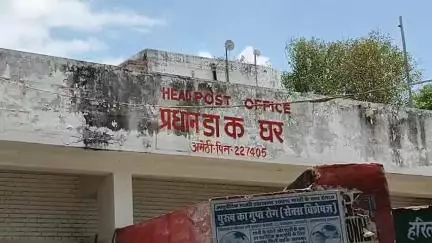 HEAD POST OFFICE
प्रधान डाक घर
अमेठी-पिन- 227405
पुरुष का गुप्त रोग (सेक्स विशेषज्ञ)